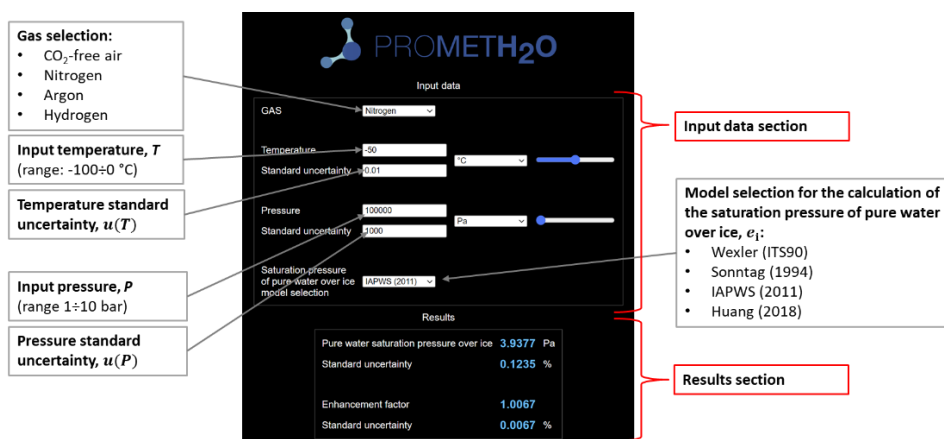 Gas selection:
• CO₂-free air
• Nitrogen
• Argon
• Hydrogen
Input temperature, T
(range: -100÷0 °C)
Temperature standard
uncertainty, u(T)
Input pressure, P
(range 1÷10 bar)
Pressure standard
uncertainty, u(P)
PROMETH2O
Input data
GAS Nitrogen
Temperature -50 °C
Standard uncertainty 0.01
Pressure 100000 Pa
Standard uncertainty 1000
Saturation pressure
of pure water over ice IAPWS (2011)
model selection
Results
Pure water saturation pressure over ice 3.9377 Pa
Standard uncertainty 0.1235 %
Enhancement factor 1.0067
Standard uncertainty 0.0067 %
Input data section
Model selection for the calculation of
the saturation pressure of pure water
over ice, eᵢ:
• Wexler (ITS90)
• Sonntag (1994)
• IAPWS (2011)
• Huang (2018)
Results section